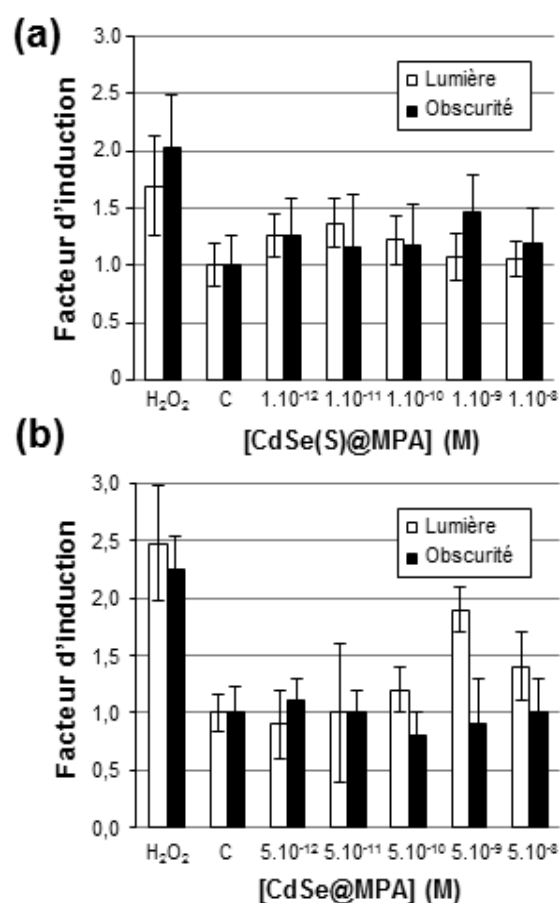 (a)
Facteur d'induction
3.0
2.5
2.0
1.5
1.0
0.5
0
Lumière
Obscurité
H₂O₂ C 1.10⁻¹² 1.10⁻¹¹ 1.10⁻¹⁰ 1.10⁻⁹ 1.10⁻⁸
[CdSe(S)@MPA] (M)
(b)
Facteur d'induction
3,0
2,5
2,0
1,5
1,0
0,5
0,0
Lumière
Obscurité
H₂O₂ C 5.10⁻¹² 5.10⁻¹¹ 5.10⁻¹⁰ 5.10⁻⁹ 5.10⁻⁸
[CdSe@MPA] (M)